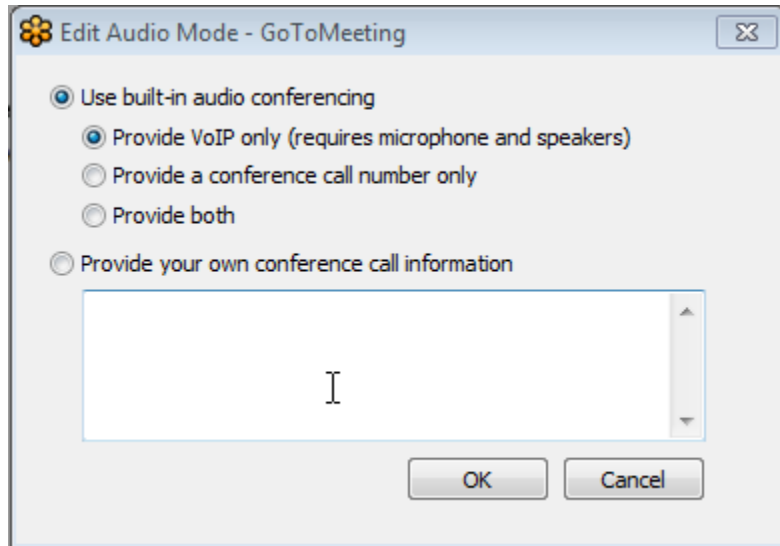 Edit Audio Mode - GoToMeeting
Use built-in audio conferencing
Provide VoIP only (requires microphone and speakers)
Provide a conference call number only
Provide both
Provide your own conference call information
OK Cancel